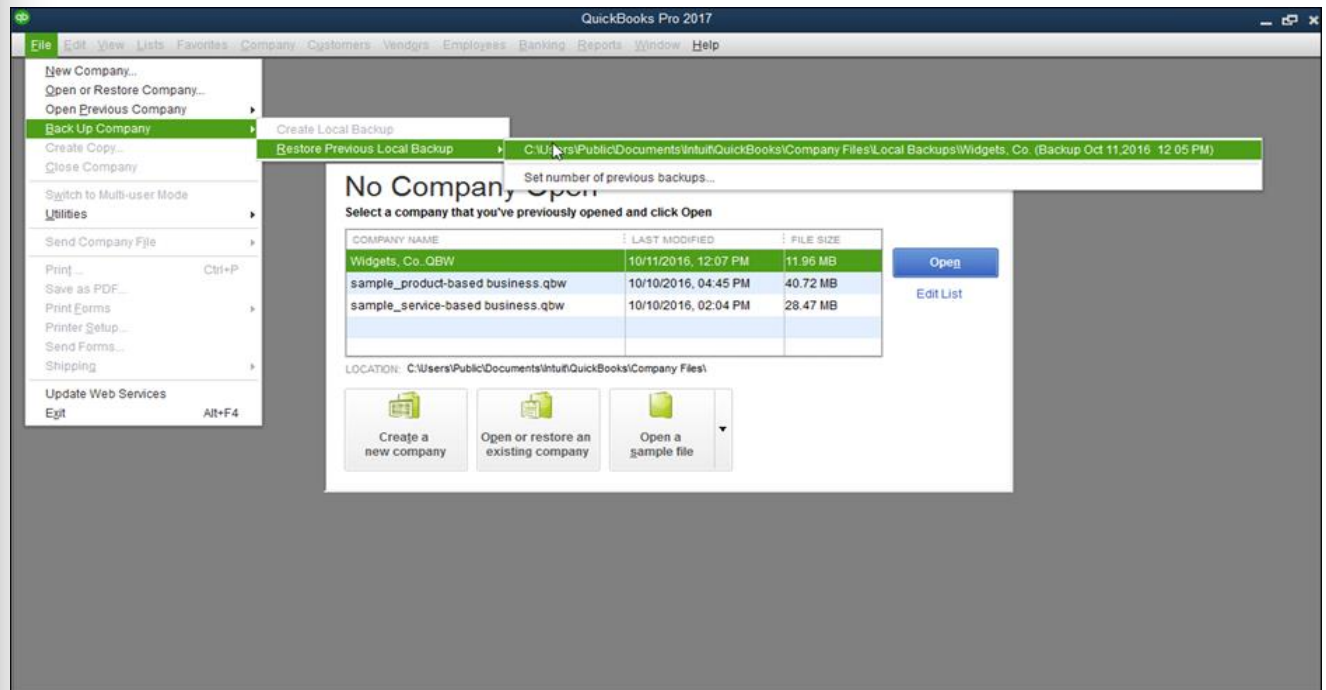 QuickBooks Pro 2017
File Edit View Lists Favorites Company Customers Vendors Employees Banking Reports Window Help
New Company...
Open or Restore Company...
Open Previous Company
Back Up Company
Create Copy...
Close Company
Switch to Multi-user Mode
Utilities
Send Company File
Print ... Ctrl+P
Save as PDF...
Print Forms
Printer Setup...
Send Forms...
Shipping
Update Web Services
Exit Alt+F4
Create Local Backup
Restore Previous Local Backup
C:\Users\Public\Documents\Intuit\QuickBooks\Company Files\Local Backups\Widgets, Co. (Backup Oct 11,2016 12 05 PM)
Set number of previous backups...
No Company Open
Select a company that you've previously opened and click Open
COMPANY NAME LAST MODIFIED FILE SIZE
Widgets, Co..QBW 10/11/2016, 12:07 PM 11.96 MB
sample_product-based business.qbw 10/10/2016, 04:45 PM 40.72 MB
sample_service-based business.qbw 10/10/2016, 02:04 PM 28.47 MB
Open
Edit List
LOCATION: C:\Users\Public\Documents\Intuit\QuickBooks\Company Files\
Create a
new company
Open or restore an
existing company
Open a
sample file